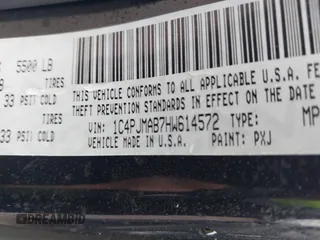 5500 LB
TIRES
33 PSI COLD
TIRES
33 PSI COLD
THIS VEHICLE CONFORMS TO ALL APPLICABLE U.S.A. FE
THEFT PREVENTION STANDARDS IN EFFECT ON THE DATE
VIN: 1C4PJMAB7HW614572 TYPE: MP
VEHICLE MADE IN U.S.A. PAINT: PXJ
DREAMBID